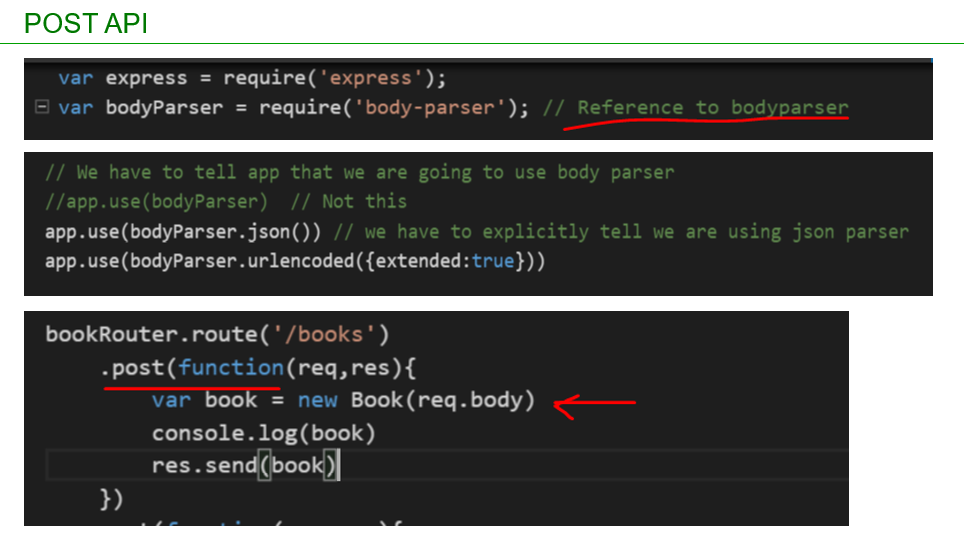 POST API
var express = require('express');
var bodyParser = require('body-parser'); // Reference to bodyparser
// We have to tell app that we are going to use body parser
//app.use(bodyParser)  // Not this
app.use(bodyParser.json()) // we have to explicitly tell we are using json parser
app.use(bodyParser.urlencoded({extended:true}))
bookRouter.route('/books')
.post(function(req,res){
var book = new Book(req.body)
console.log(book)
res.send(book)
})